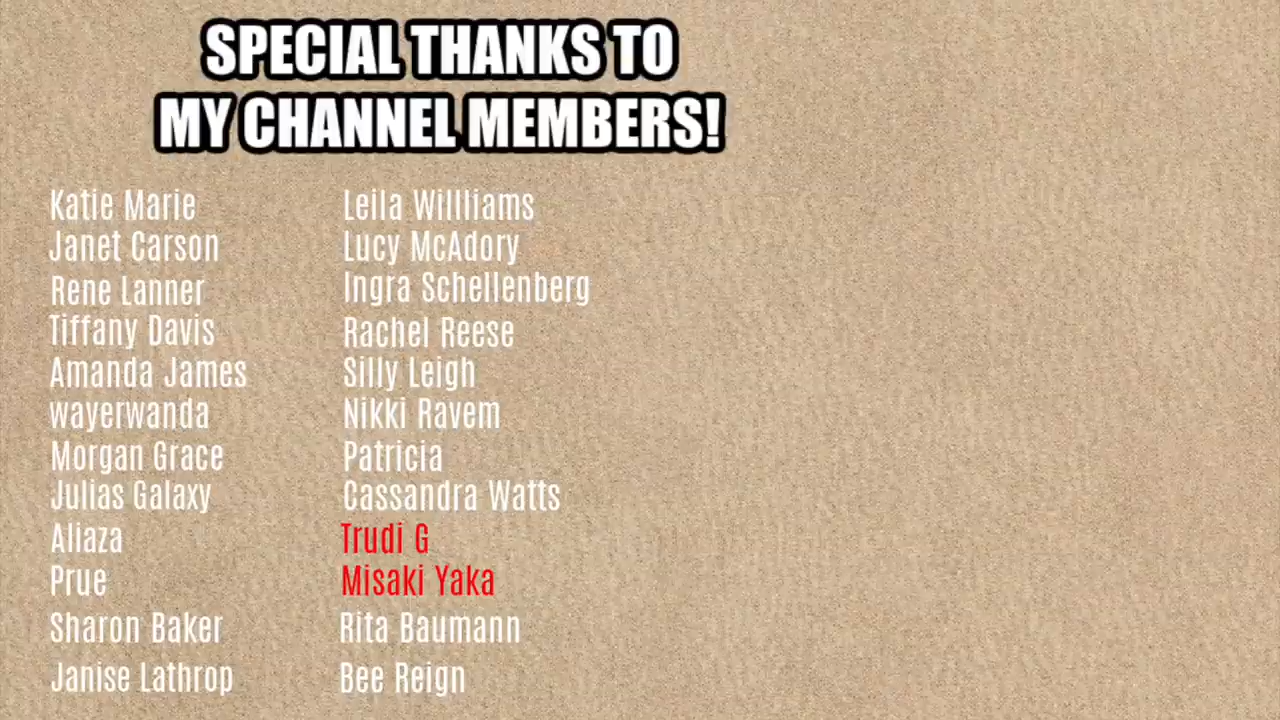 SPECIAL THANKS TO
MY CHANNEL MEMBERS!
Katie Marie
Janet Carson
Rene Lanner
Tiffany Davis
Amanda James
wayerwanda
Morgan Grace
Julias Galaxy
Aliaza
Prue
Sharon Baker
Janise Lathrop
Leila Willliams
Lucy McAdory
Ingra Schellenberg
Rachel Reese
Silly Leigh
Nikki Ravem
Patricia
Cassandra Watts
Trudi G
Misaki Yaka
Rita Baumann
Bee Reign